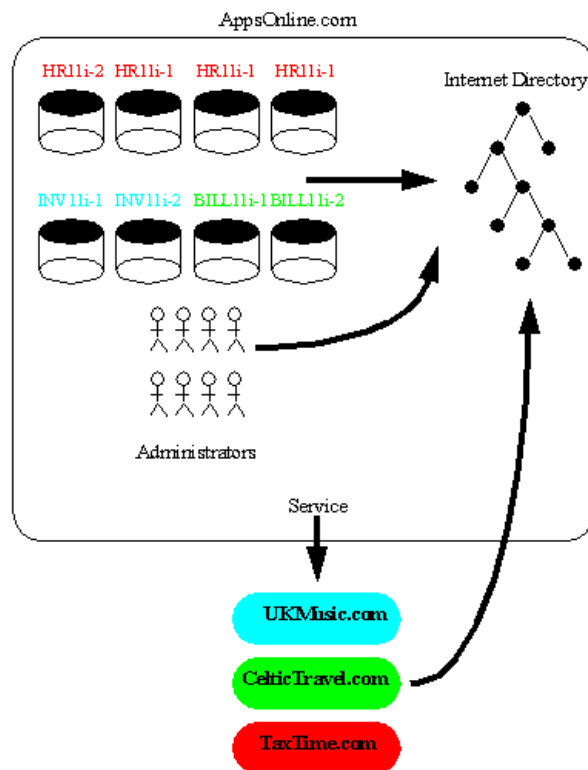 AppsOnline.com
HR11i-2 HR11i-1 HR11i-1 HR11i-1
Internet Directory
INV11i-1 INV11i-2 BILL11i-1 BILL11i-2
Administrators
Service
UKMusic.com
CelticTravel.com
TaxTime.com